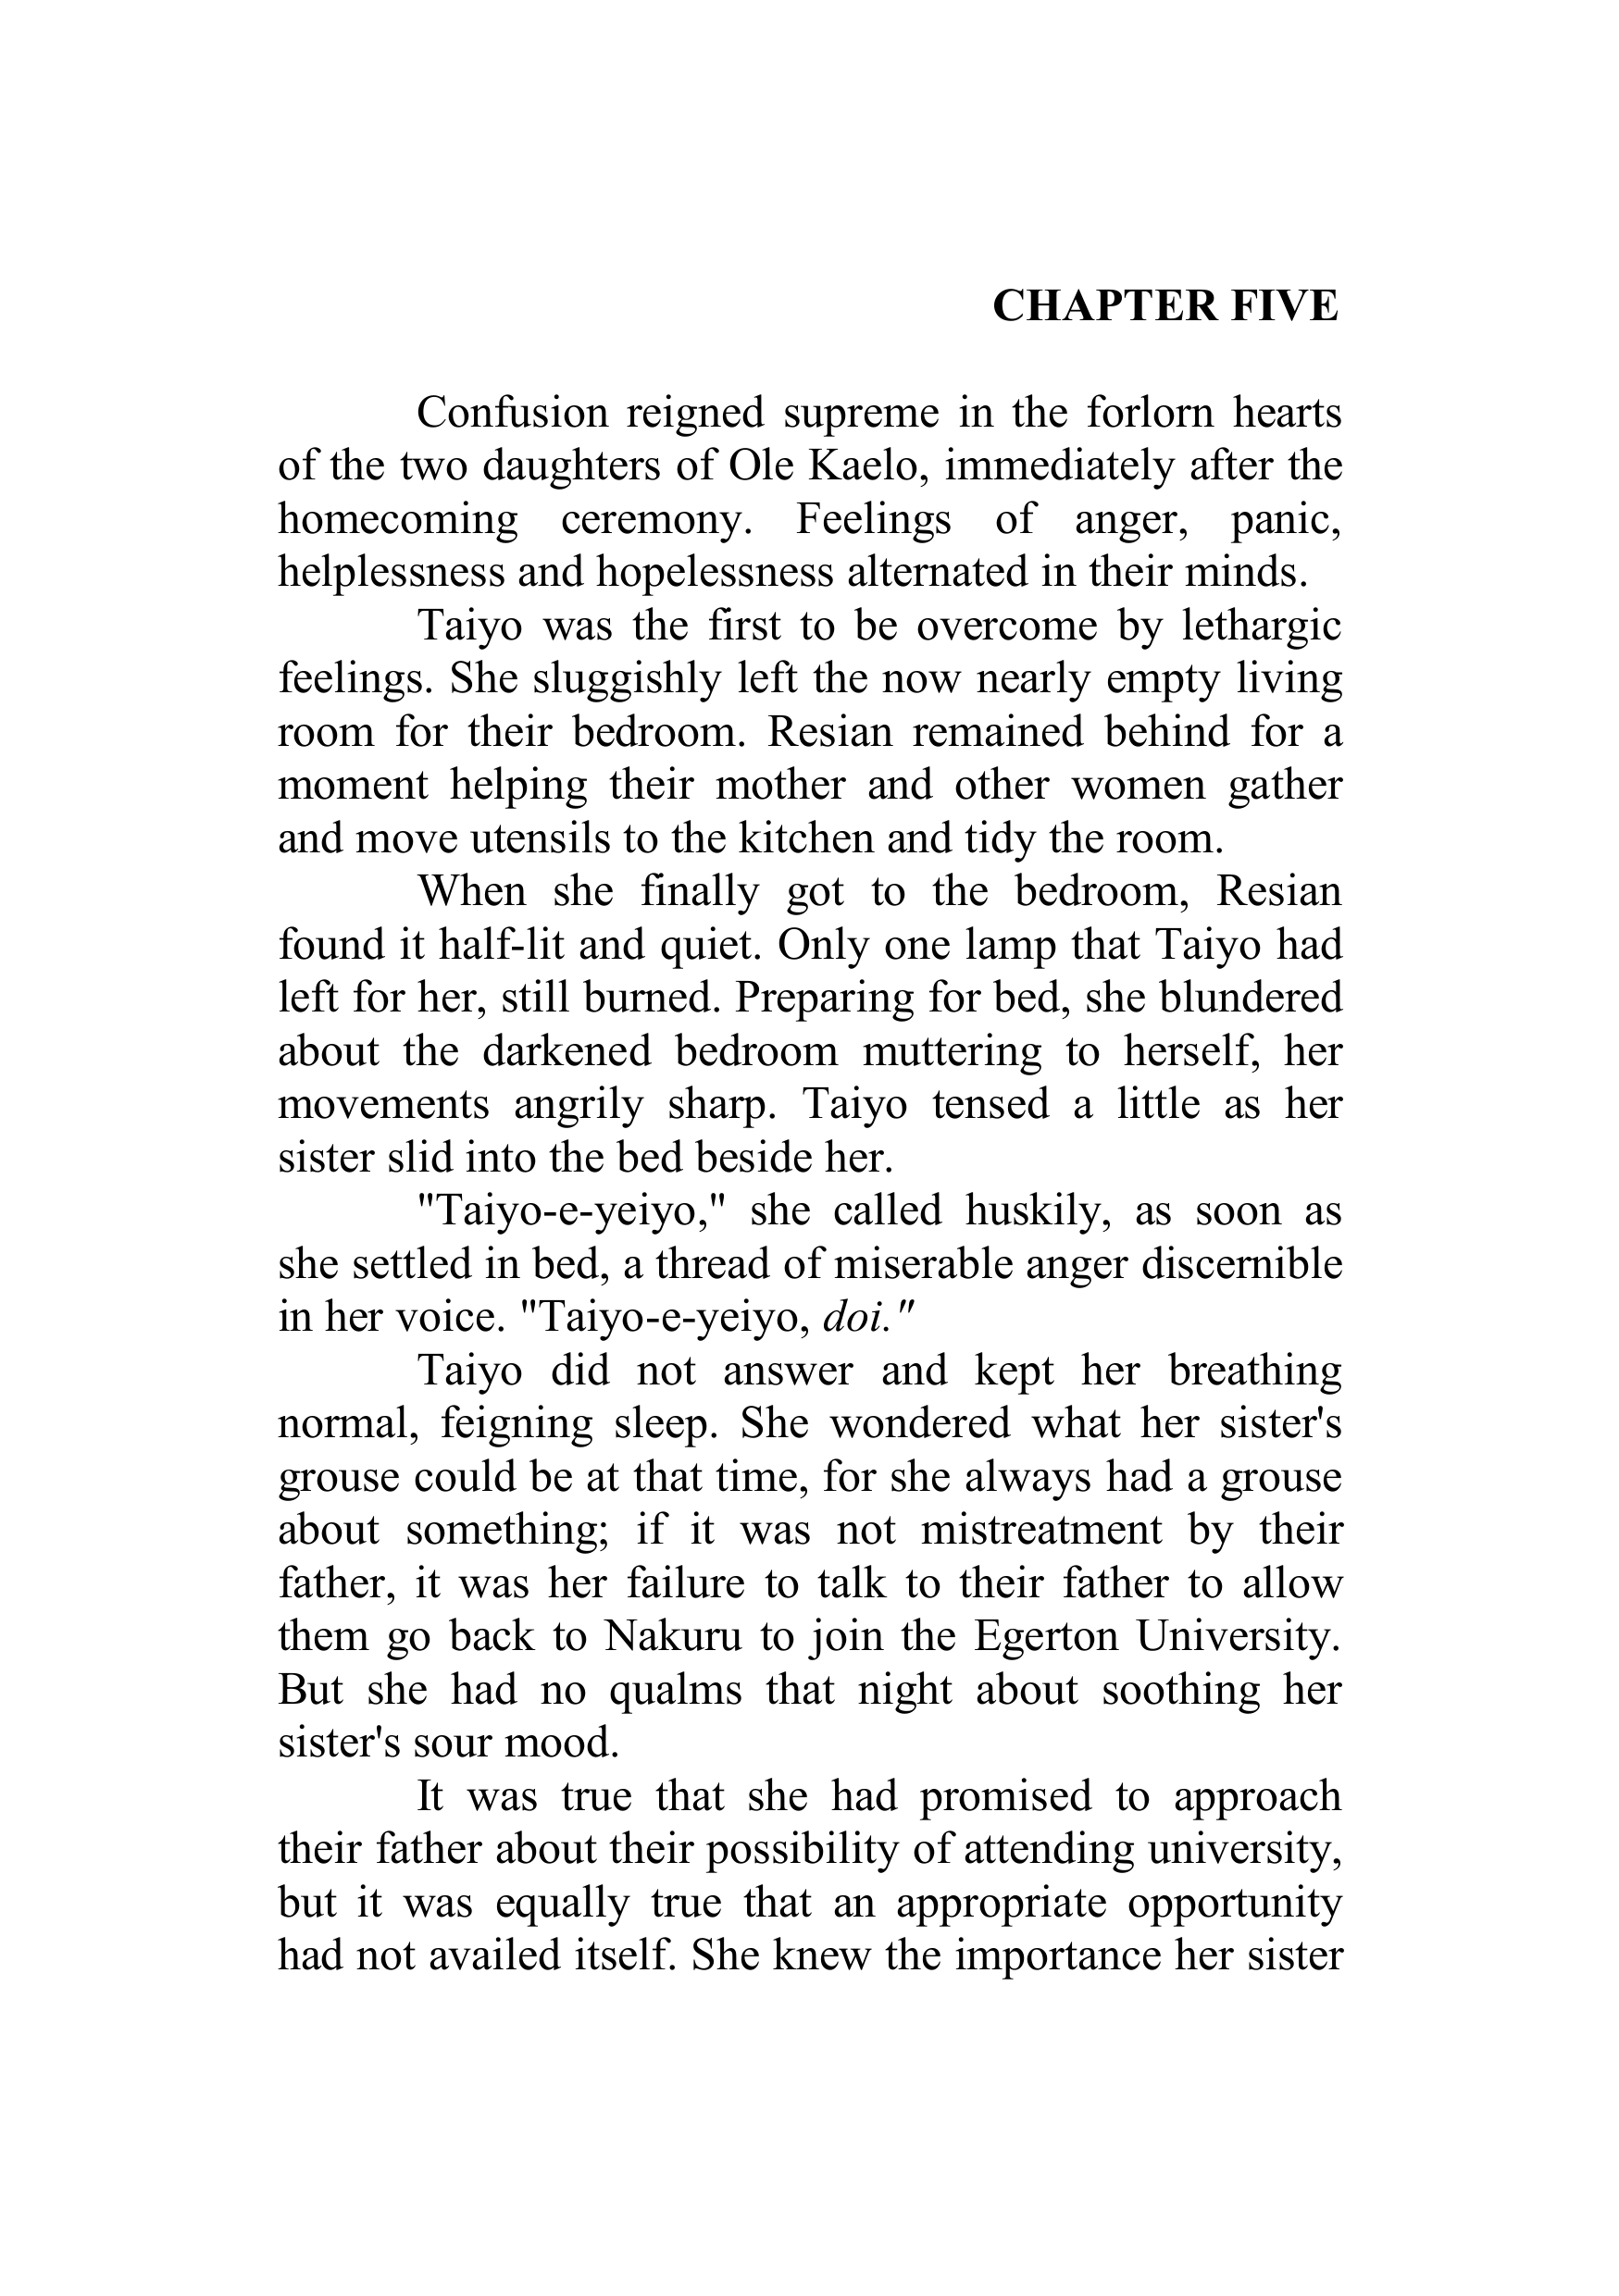 CHAPTER FIVE
Confusion reigned supreme in the forlorn hearts
of the two daughters of Ole Kaelo, immediately after the
homecoming ceremony. Feelings of anger, panic,
helplessness and hopelessness alternated in their minds.
Taiyo was the first to be overcome by lethargic
feelings. She sluggishly left the now nearly empty living
room for their bedroom. Resian remained behind for a
moment helping their mother and other women gather
and move utensils to the kitchen and tidy the room.
When she finally got to the bedroom, Resian
found it half-lit and quiet. Only one lamp that Taiyo had
left for her, still burned. Preparing for bed, she blundered
about the darkened bedroom muttering to herself, her
movements angrily sharp. Taiyo tensed a little as her
sister slid into the bed beside her.
"Taiyo-e-yeiyo," she called huskily, as soon as
she settled in bed, a thread of miserable anger discernible
in her voice. "Taiyo-e-yeiyo, doi."
Taiyo did not answer and kept her breathing
normal, feigning sleep. She wondered what her sister's
grouse could be at that time, for she always had a grouse
about something; if it was not mistreatment by their
father, it was her failure to talk to their father to allow
them go back to Nakuru to join the Egerton University.
But she had no qualms that night about soothing her
sister's sour mood.
It was true that she had promised to approach
their father about their possibility of attending university,
but it was equally true that an appropriate opportunity
had not availed itself. She knew the importance her sister